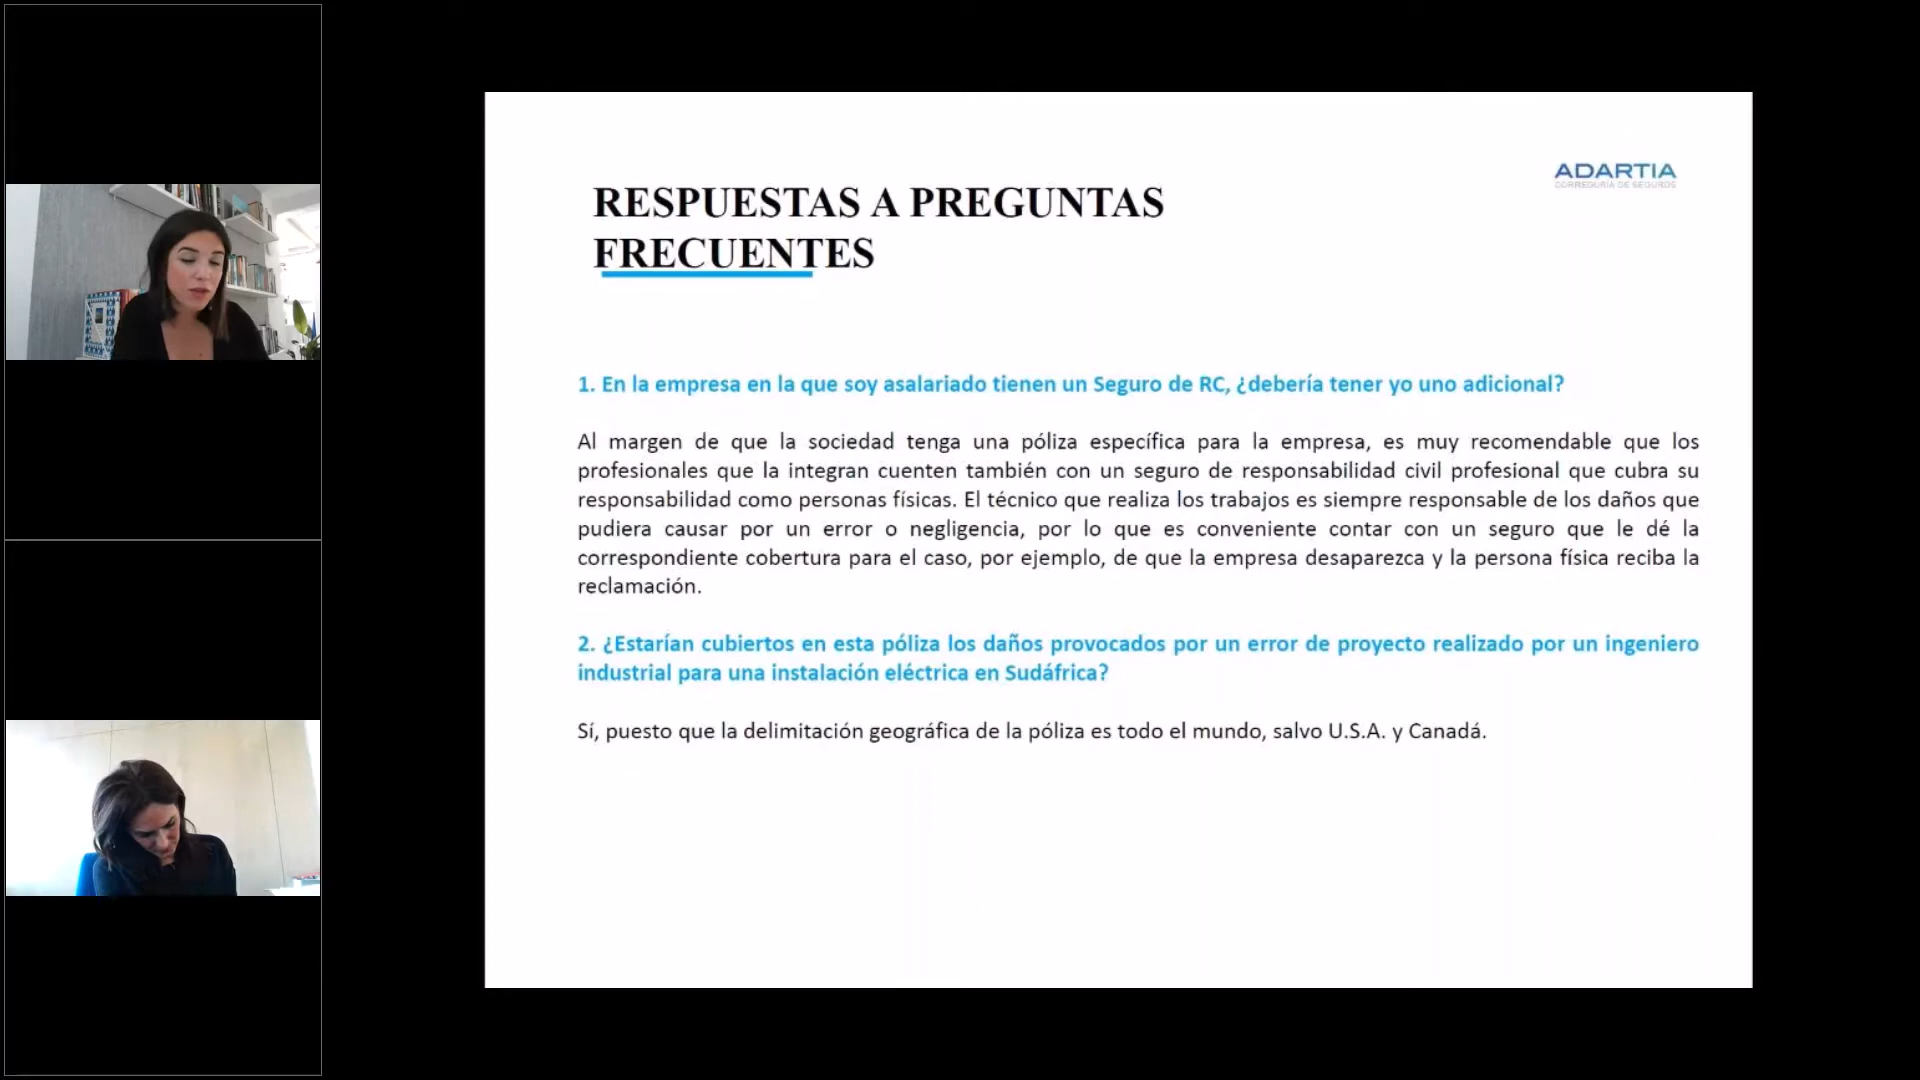 ADARTIA
CORREDURÍA DE SEGUROS
RESPUESTAS A PREGUNTAS
FRECUENTES
1. En la empresa en la que soy asalariado tienen un Seguro de RC, ¿debería tener yo uno adicional?
Al margen de que la sociedad tenga una póliza específica para la empresa, es muy recomendable que los
profesionales que la integran cuenten también con un seguro de responsabilidad civil profesional que cubra su
responsabilidad como personas físicas. El técnico que realiza los trabajos es siempre responsable de los daños que
pudiera causar por un error o negligencia, por lo que es conveniente contar con un seguro que le dé la
correspondiente cobertura para el caso, por ejemplo, de que la empresa desaparezca y la persona física reciba la
reclamación.
2. ¿Estarían cubiertos en esta póliza los daños provocados por un error de proyecto realizado por un ingeniero
industrial para una instalación eléctrica en Sudáfrica?
Sí, puesto que la delimitación geográfica de la póliza es todo el mundo, salvo U.S.A. y Canadá.